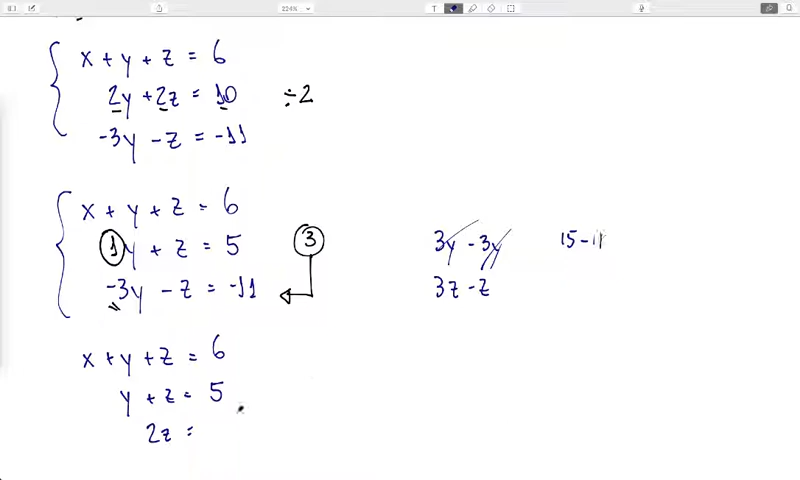 224%
x + y + z = 6
2y + 2z = 10 ÷2
-3y - z = -11
x + y + z = 6
1y + z = 5 3
-3y - z = -11
3y - 3y 15 - 11
3z - z
x + y + z = 6
y + z = 5
2z =